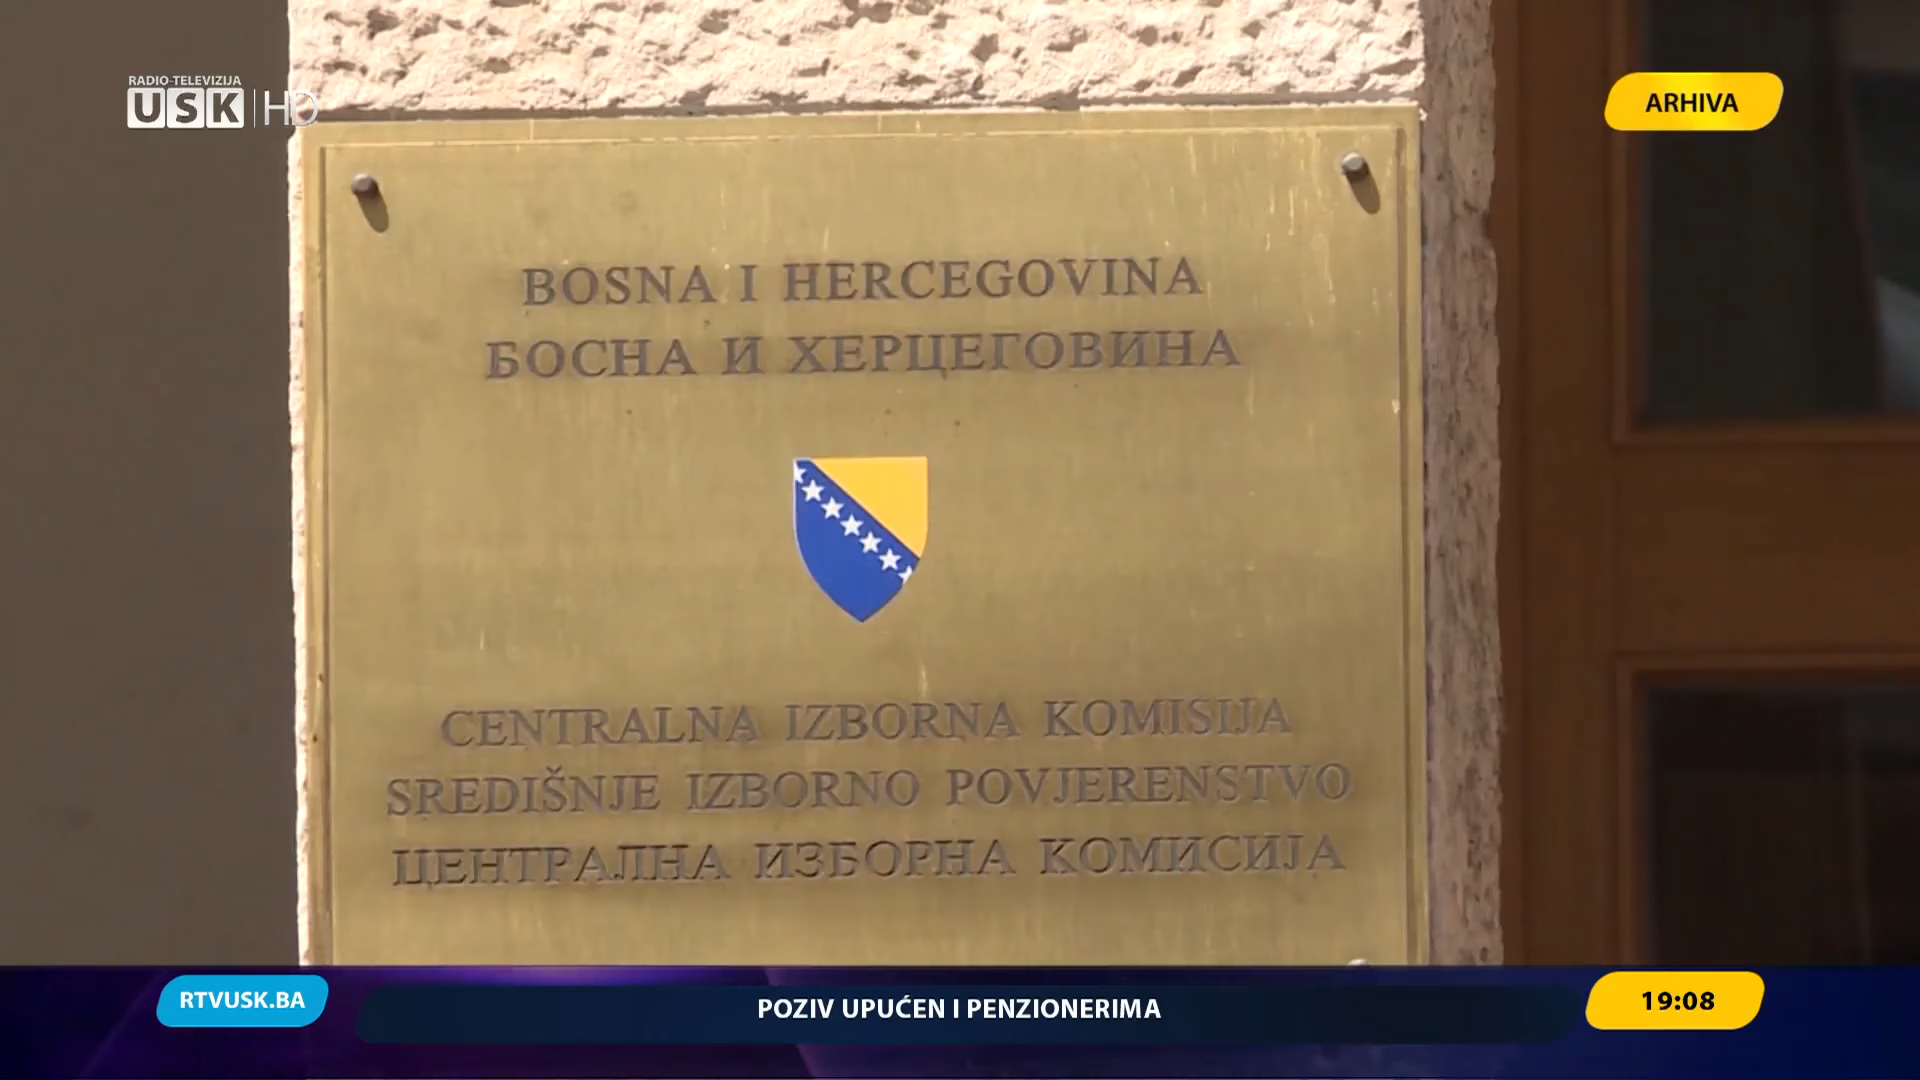 RADIO-TELEVIZIJA
USK HD
ARHIVA
BOSNA I HERCEGOVINA
БОСНА И ХЕРЦЕГОВИНА
CENTRALNA IZBORNA KOMISIJA
SREDIŠNJE IZBORNO POVJERENSTVO
ЦЕНТРАЛНА ИЗБОРНА КОМИСИЈА
RTVUSK.BA
POZIV UPUĆEN I PENZIONERIMA
19:08